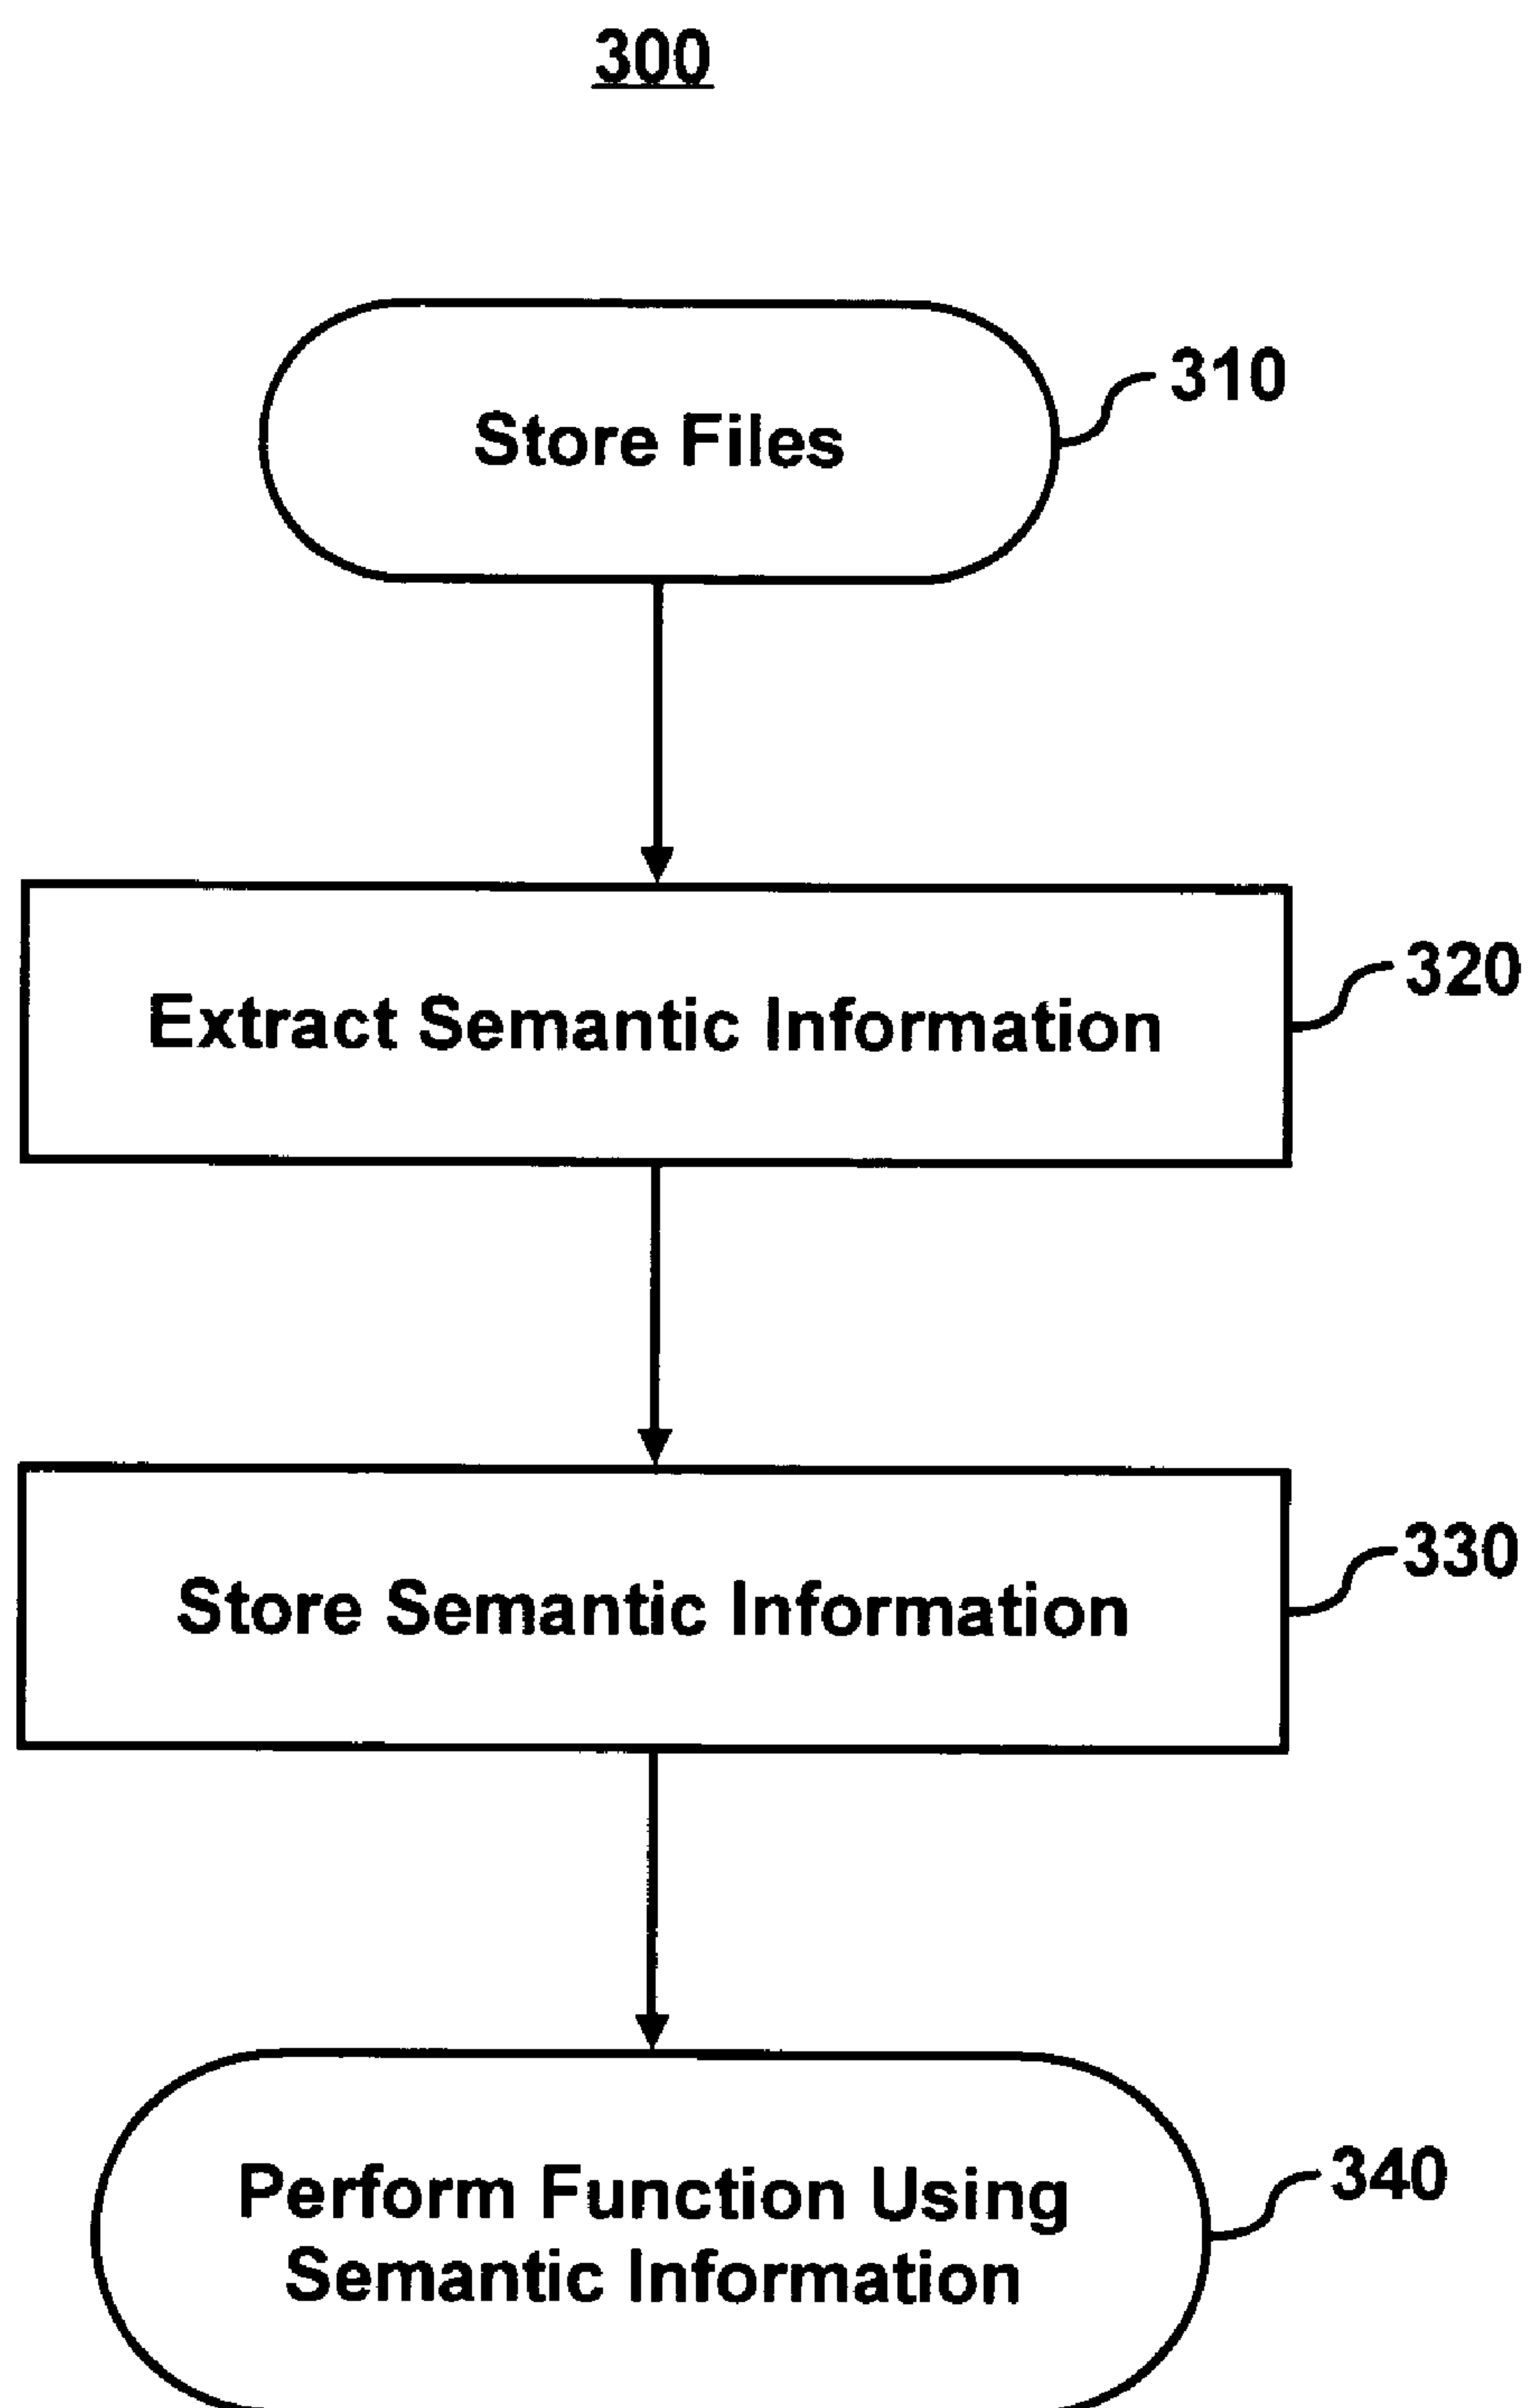 300
Store Files
310
Extract Semantic Information
320
Store Semantic Information
330
Perform Function Using
Semantic Information
340